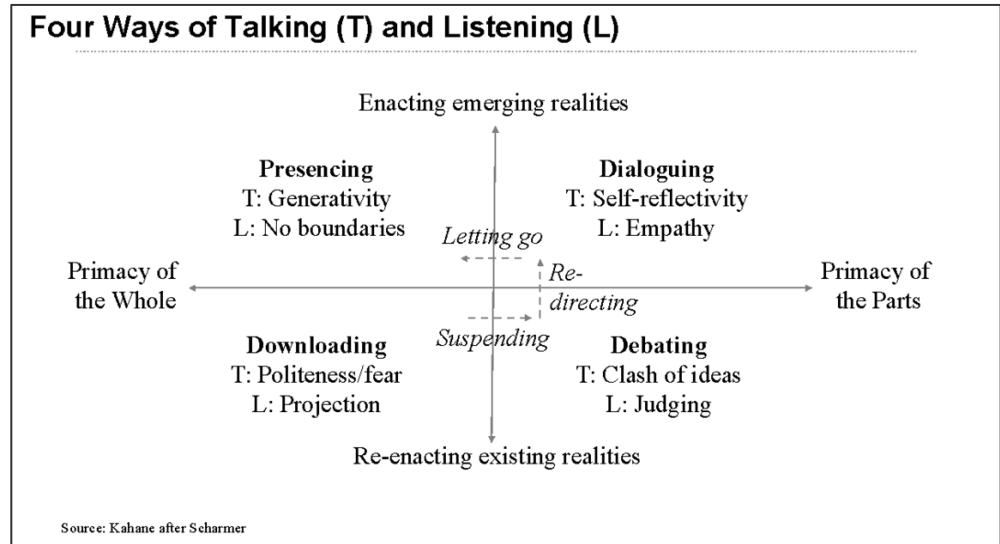 Four Ways of Talking (T) and Listening (L)
Enacting emerging realities
Presencing
T: Generativity
L: No boundaries
Dialoguing
T: Self-reflectivity
L: Empathy
Letting go
Primacy of
the Whole
Re-
directing
Primacy of
the Parts
Suspending
Downloading
T: Politeness/fear
L: Projection
Debating
T: Clash of ideas
L: Judging
Re-enacting existing realities
Source: Kahane after Scharmer